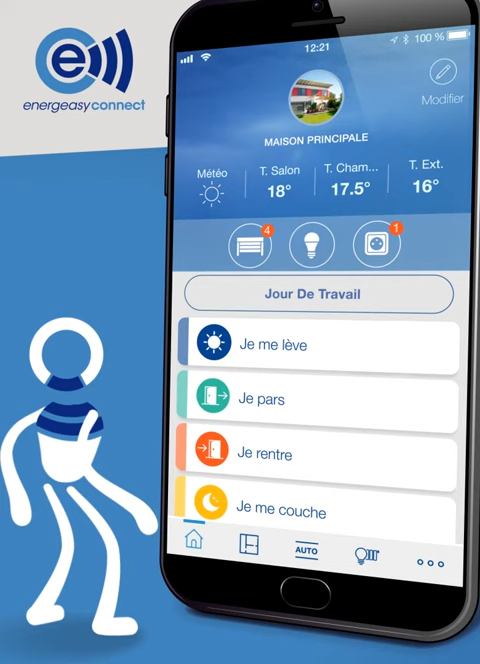 energeasyconnect
12:21
100 %
Modifier
MAISON PRINCIPALE
Météo
T. Salon
T. Cham...
T. Ext.
18°
17.5°
16°
4
1
Jour De Travail
Je me lève
Je pars
Je rentre
Je me couche
AUTO